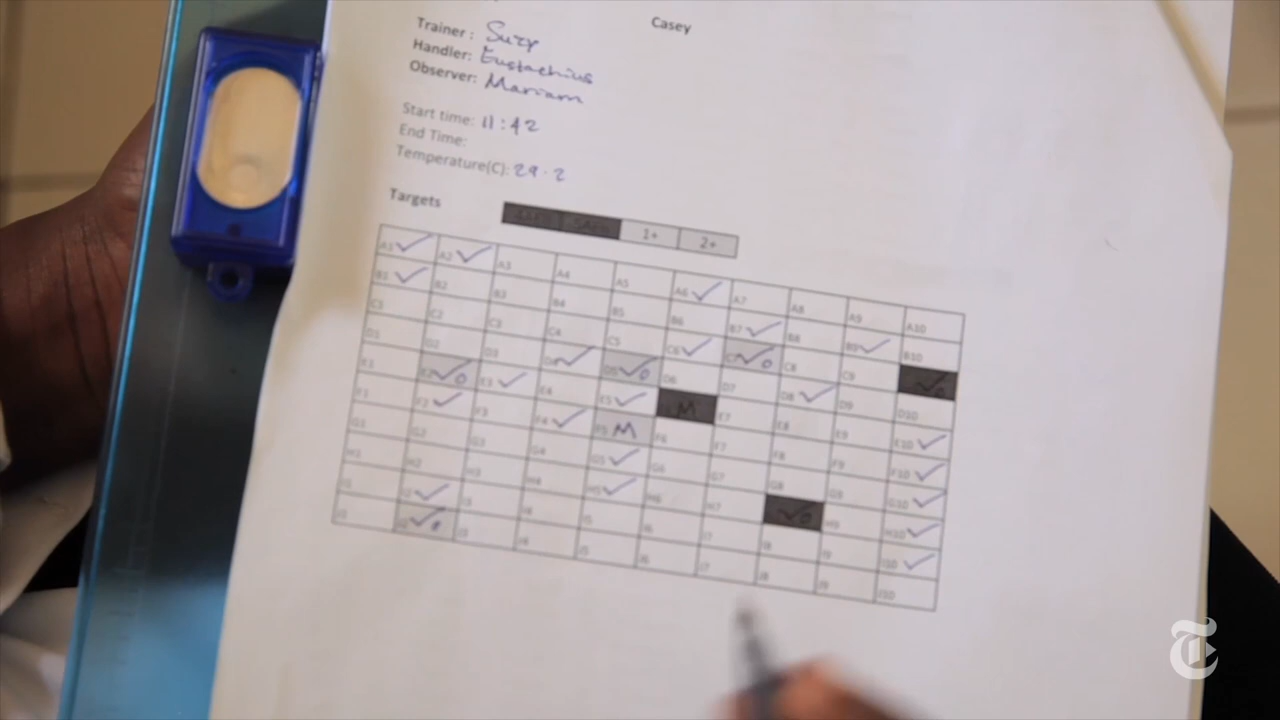 Casey
Trainer : Suzy
Handler: Eustachius
Observer: Mariam
Start time: 11:42
End Time:
Temperature(C): 29.2
Targets
1+ 2+
A1 ✓ A2 ✓ A3 A4 A5 A6 ✓ A7 A8 A9 A10
B1 ✓ B2 B3 B4 B5 B6 B7 ✓ B8 B9 ✓ B10
C1 C2 C3 C4 C5 C6 ✓ C7 ✓ o C8 C9 ✓ o
D1 D2 D3 D4 ✓ D5 ✓ o D6 D7 D8 ✓ D9 D10
E1 E2 ✓ o E3 ✓ E4 E5 ✓ M E7 E8 E9 E10 ✓
F1 F2 ✓ F3 F4 ✓ F5 M F6 F7 F8 F9 F10 ✓
G1 G2 G3 G4 G5 ✓ G6 G7 G8 G9 G10 ✓
H1 H2 H3 H4 H5 ✓ H6 H7 ✓ o H9 H10 ✓
I1 I2 ✓ I3 I4 I5 I6 I7 I8 I9 I10 ✓
J1 J2 ✓ J3 J4 J5 J6 J7 J8 J9 J10
T